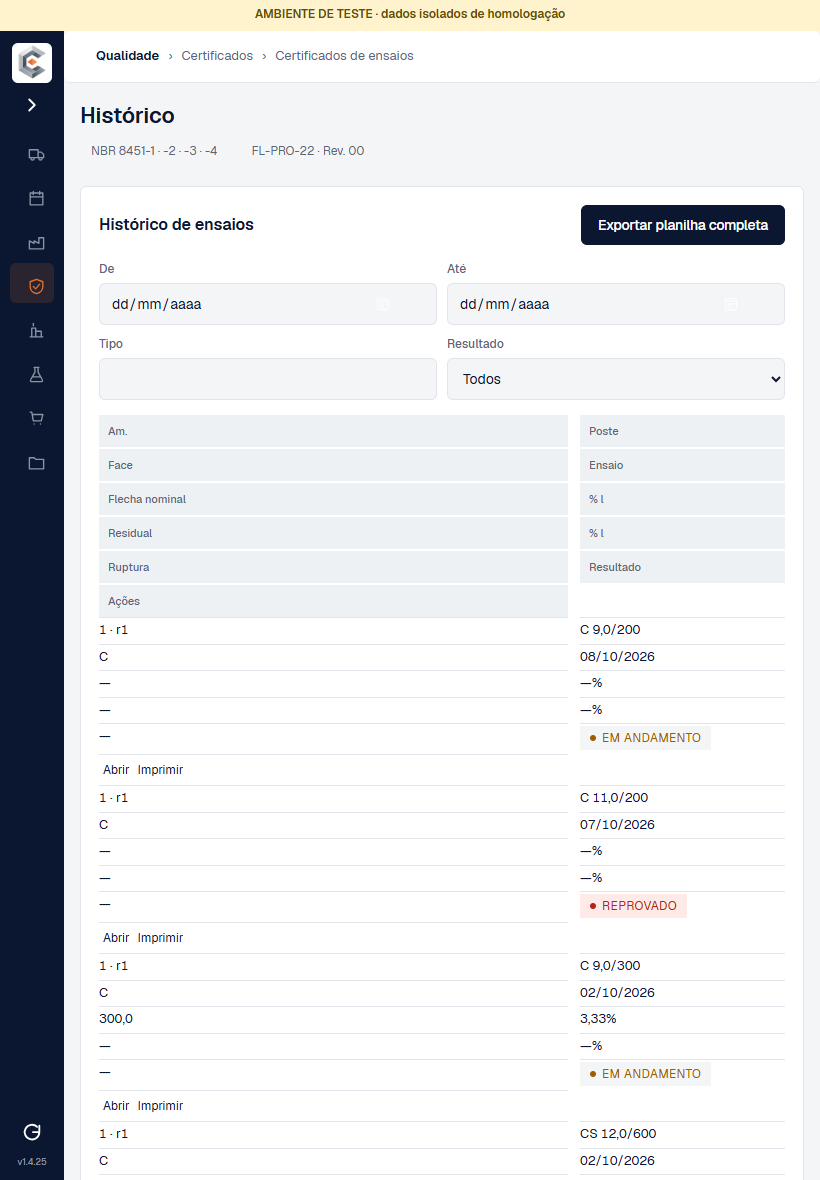 AMBIENTE DE TESTE · dados isolados de homologação
Qualidade › Certificados › Certificados de ensaios
Histórico
NBR 8451-1 · -2 · -3 · -4 FL-PRO-22 · Rev. 00
Histórico de ensaios Exportar planilha completa
De Até
dd/mm/aaaa dd/mm/aaaa
Tipo Resultado
Todos
Am. Poste
Face Ensaio
Flecha nominal % l
Residual % l
Ruptura Resultado
Ações
1 · r1 C 9,0/200
C 08/10/2026
— —%
— —%
— EM ANDAMENTO
Abrir Imprimir
1 · r1 C 11,0/200
C 07/10/2026
— —%
— —%
— REPROVADO
Abrir Imprimir
1 · r1 C 9,0/300
C 02/10/2026
300,0 3,33%
— —%
— EM ANDAMENTO
Abrir Imprimir
1 · r1 CS 12,0/600
C 02/10/2026
v1.4.25